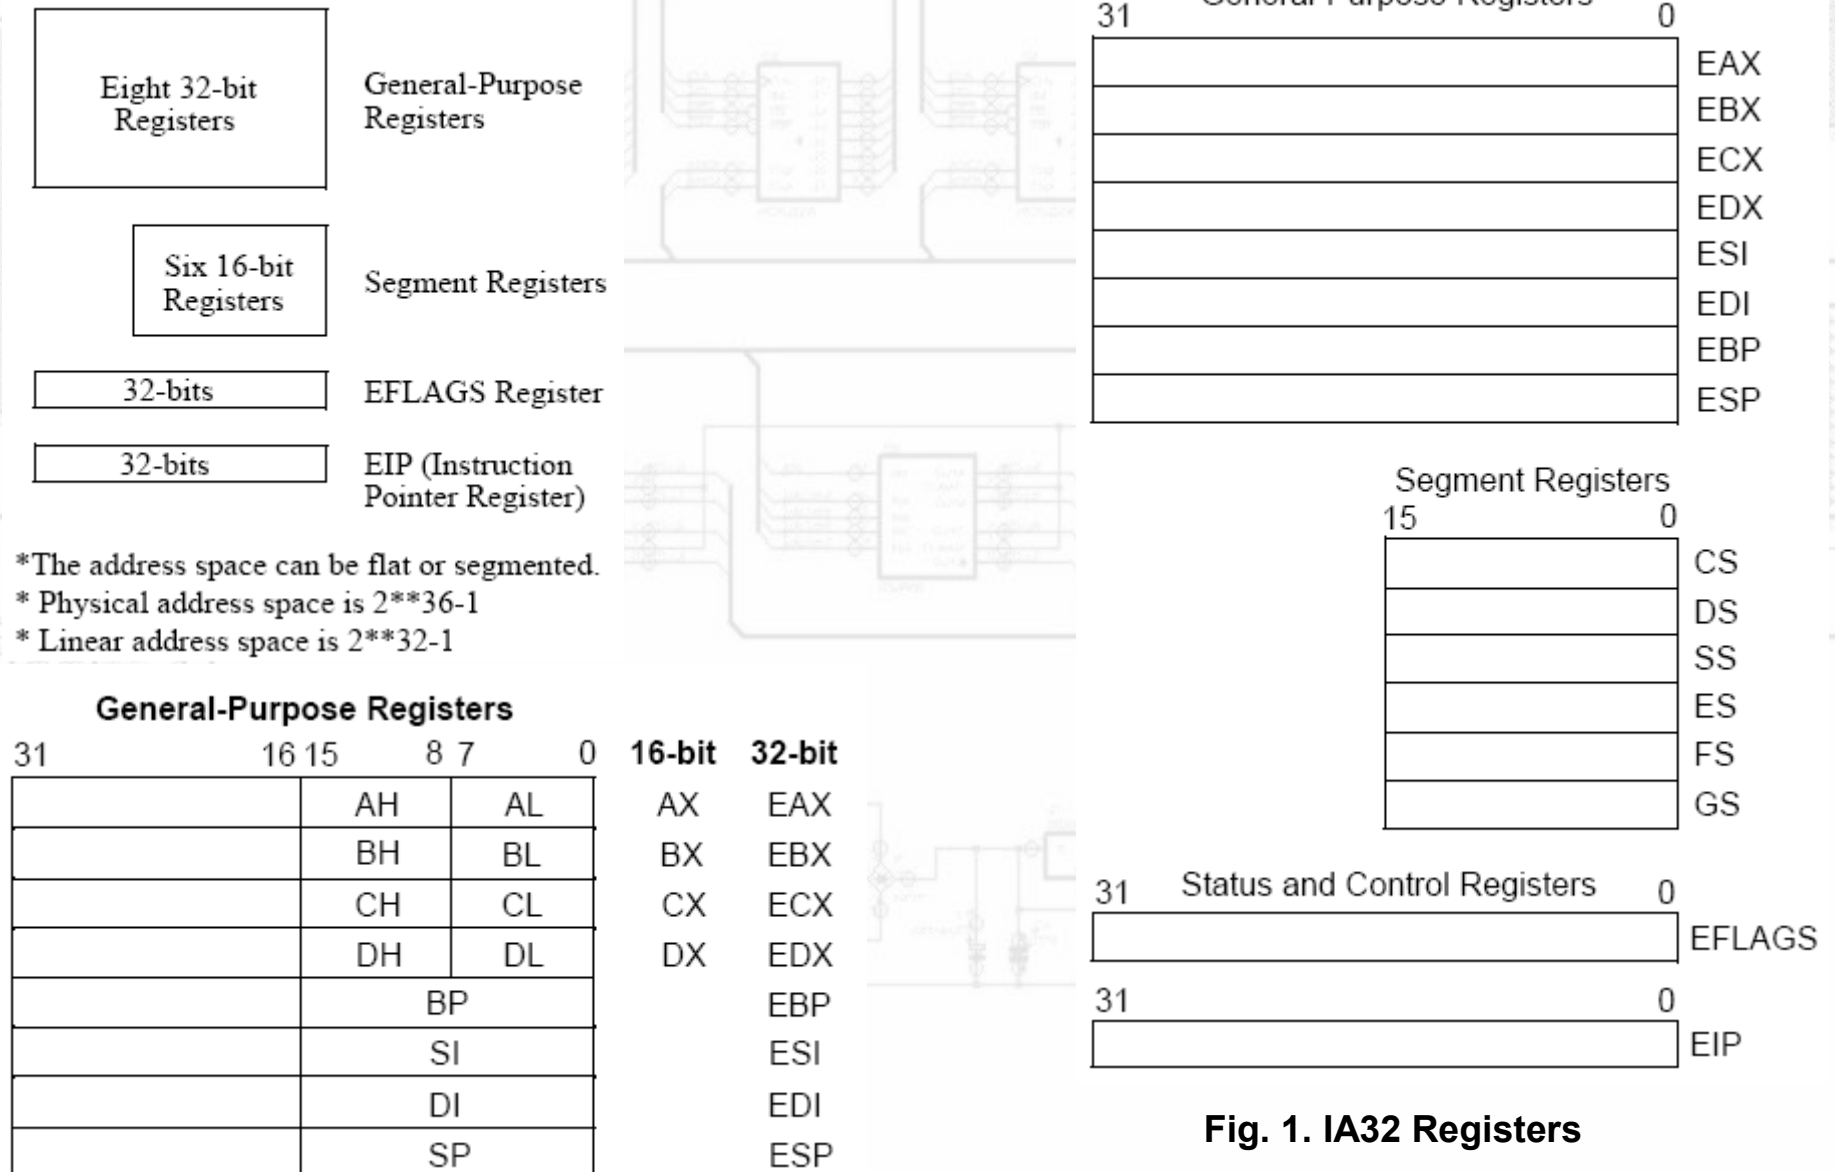 Eight 32-bit
Registers
General-Purpose
Registers
Six 16-bit
Registers
Segment Registers
32-bits
EFLAGS Register
32-bits
EIP (Instruction
Pointer Register)
*The address space can be flat or segmented.
* Physical address space is 2**36-1
* Linear address space is 2**32-1
General-Purpose Registers
31 16 15 8 7 0 16-bit 32-bit
AH AL AX EAX
BH BL BX EBX
CH CL CX ECX
DH DL DX EDX
BP EBP
SI ESI
DI EDI
SP ESP
General-Purpose Registers
31 0
EAX
EBX
ECX
EDX
ESI
EDI
EBP
ESP
Segment Registers
15 0
CS
DS
SS
ES
FS
GS
31 Status and Control Registers 0
EFLAGS
31 0
EIP
Fig. 1. IA32 Registers